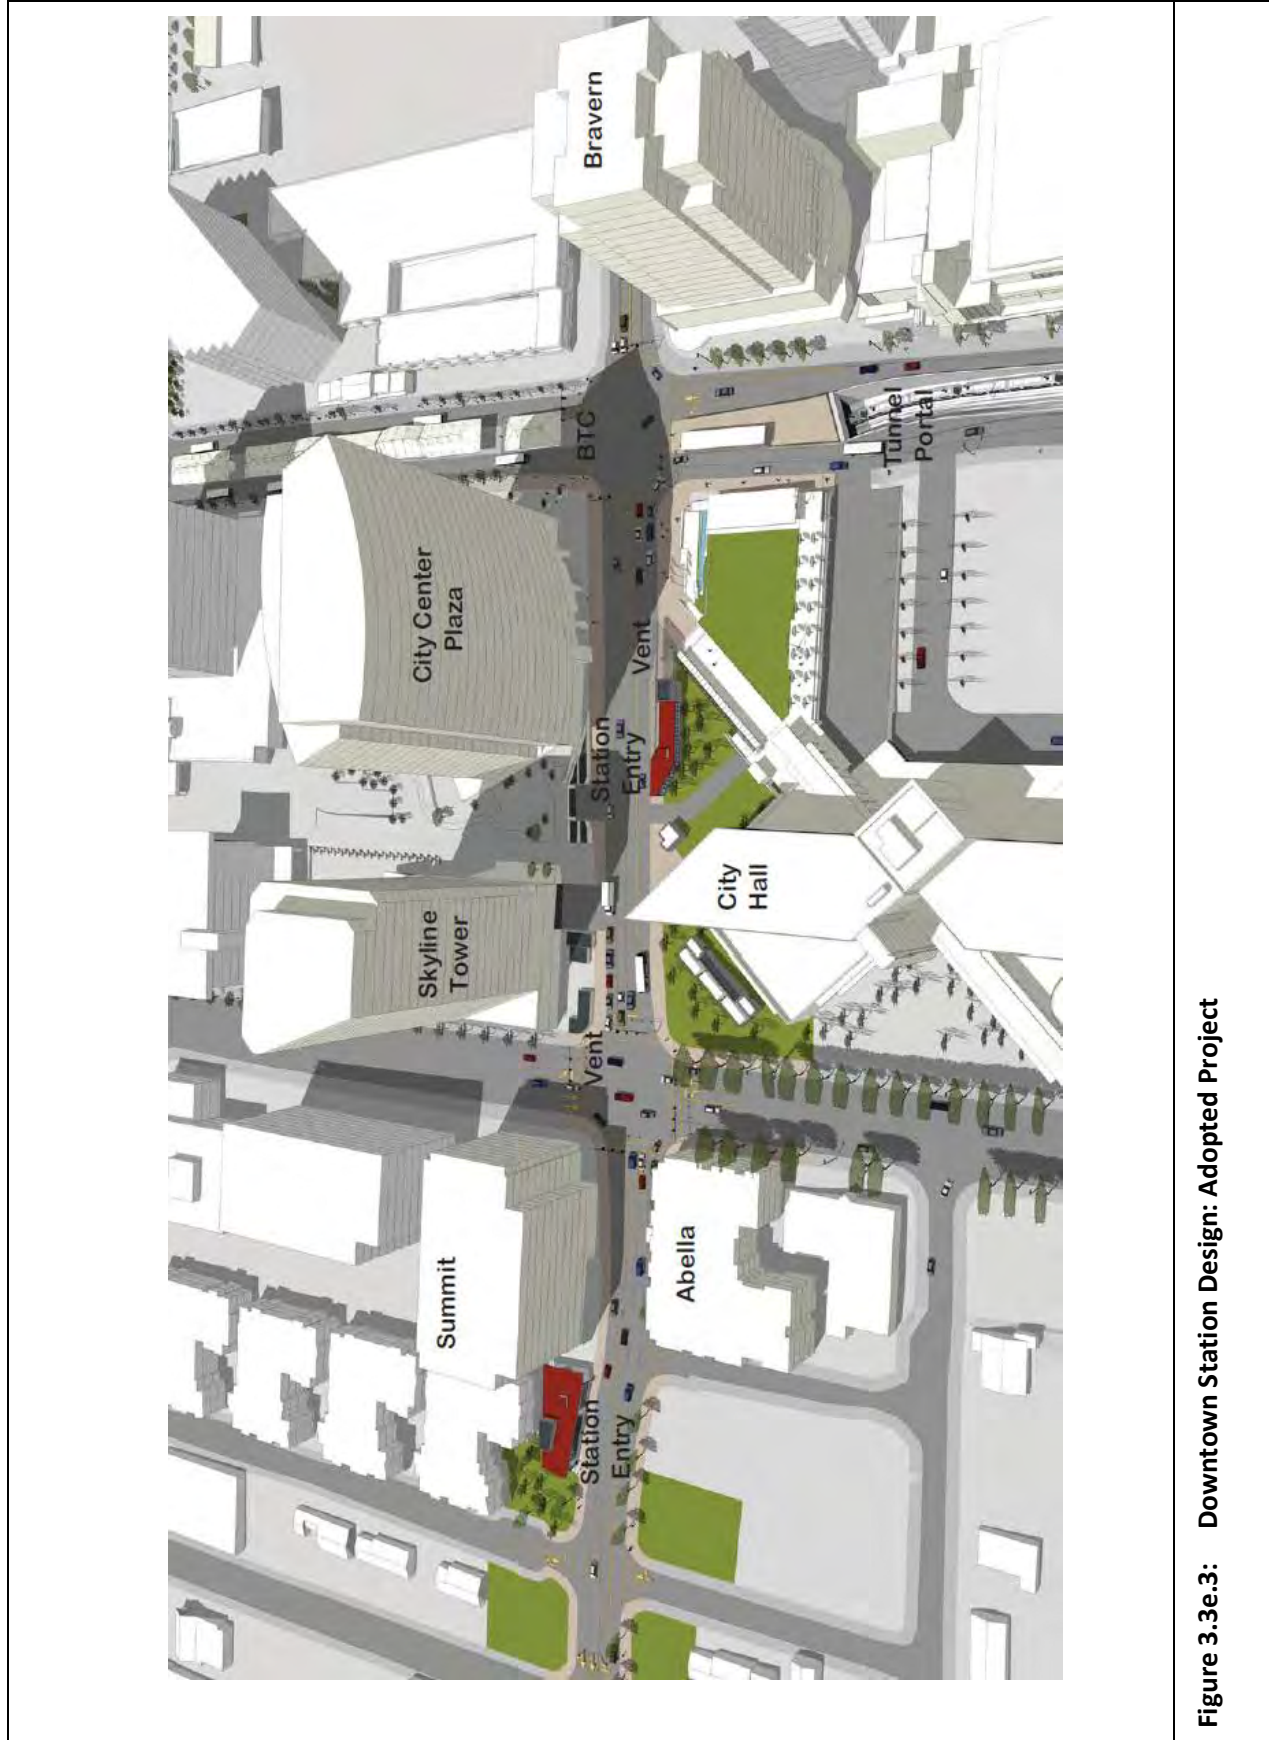 Bravern
BTC
Tunnel
Portal
City Center
Plaza
Vent
Station
Entry
City
Hall
Skyline
Tower
Vent
Summit
Abella
Station
Entry
Figure 3.3e.3: Downtown Station Design: Adopted Project